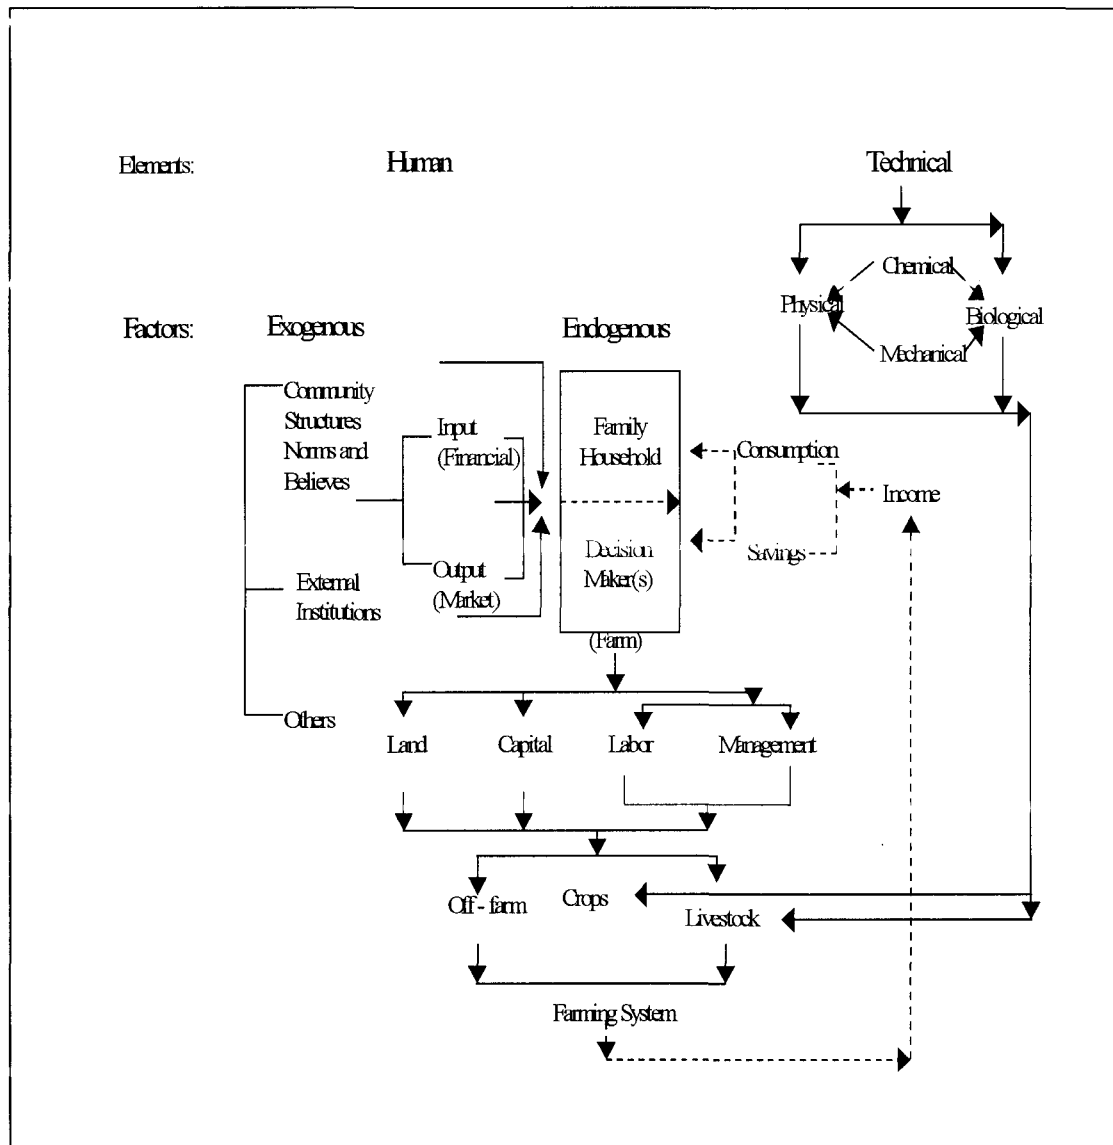 Elements: Human Technical
Chemical
Physical Biological
Mechanical
Factors: Exogenous Endogenous
Community
Structures
Norms and
Believes
Input
(Financial)
Family
Household
Consumption
Income
Decision
Maker(s)
Savings
Output
(Market)
External
Institutions
(Farm)
Others
Land Capital Labor Management
Off - farm Crops Livestock
Farming System